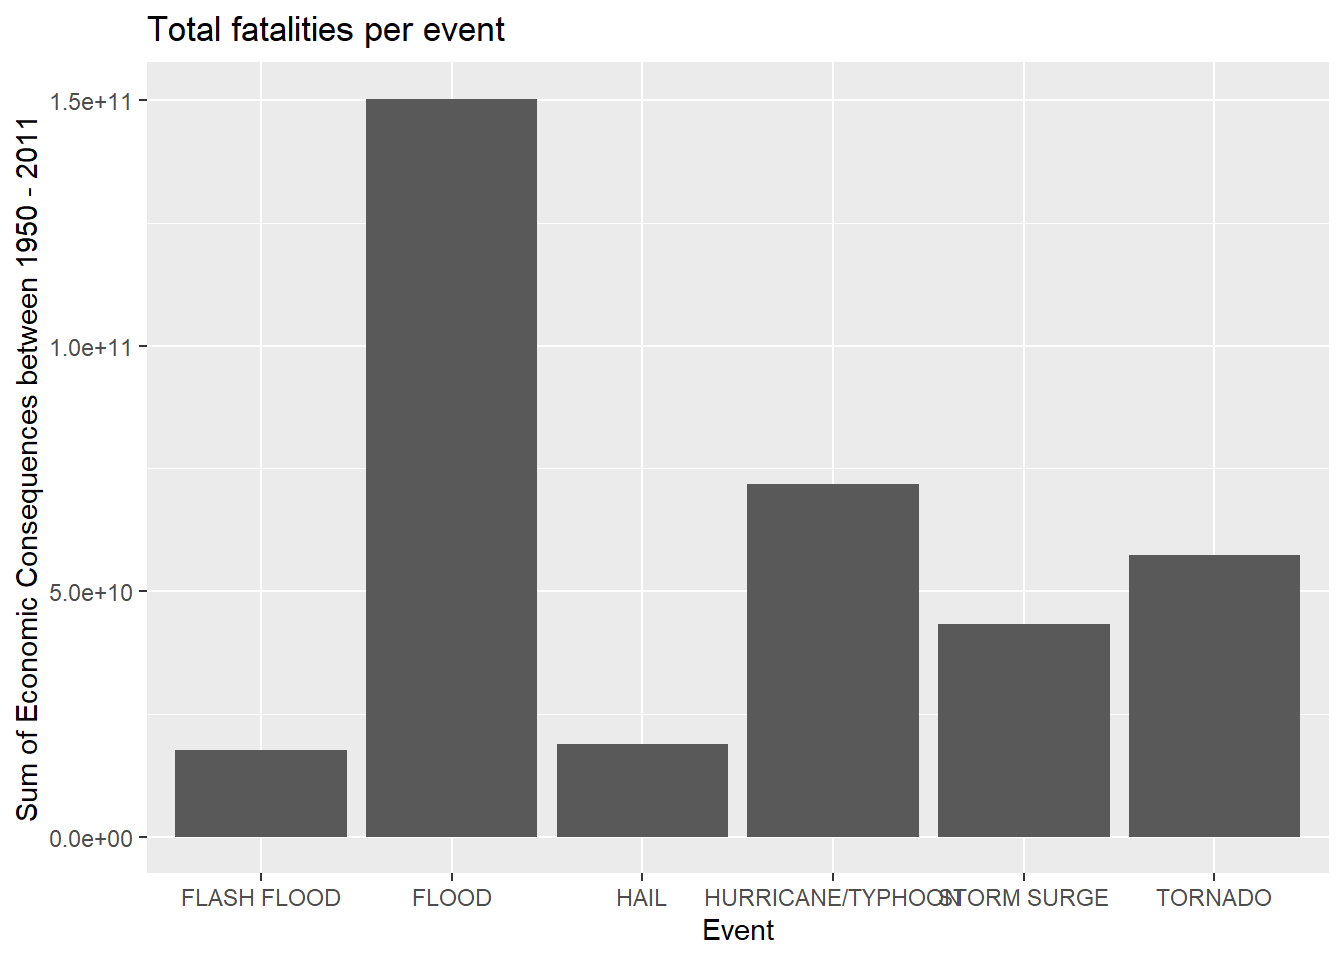 Total fatalities per event
Sum of Economic Consequences between 1950 - 2011
1.5e+11
1.0e+11
5.0e+10
0.0e+00
FLASH FLOOD
FLOOD
HAIL
HURRICANE/TYPHOON
STORM SURGE
TORNADO
Event